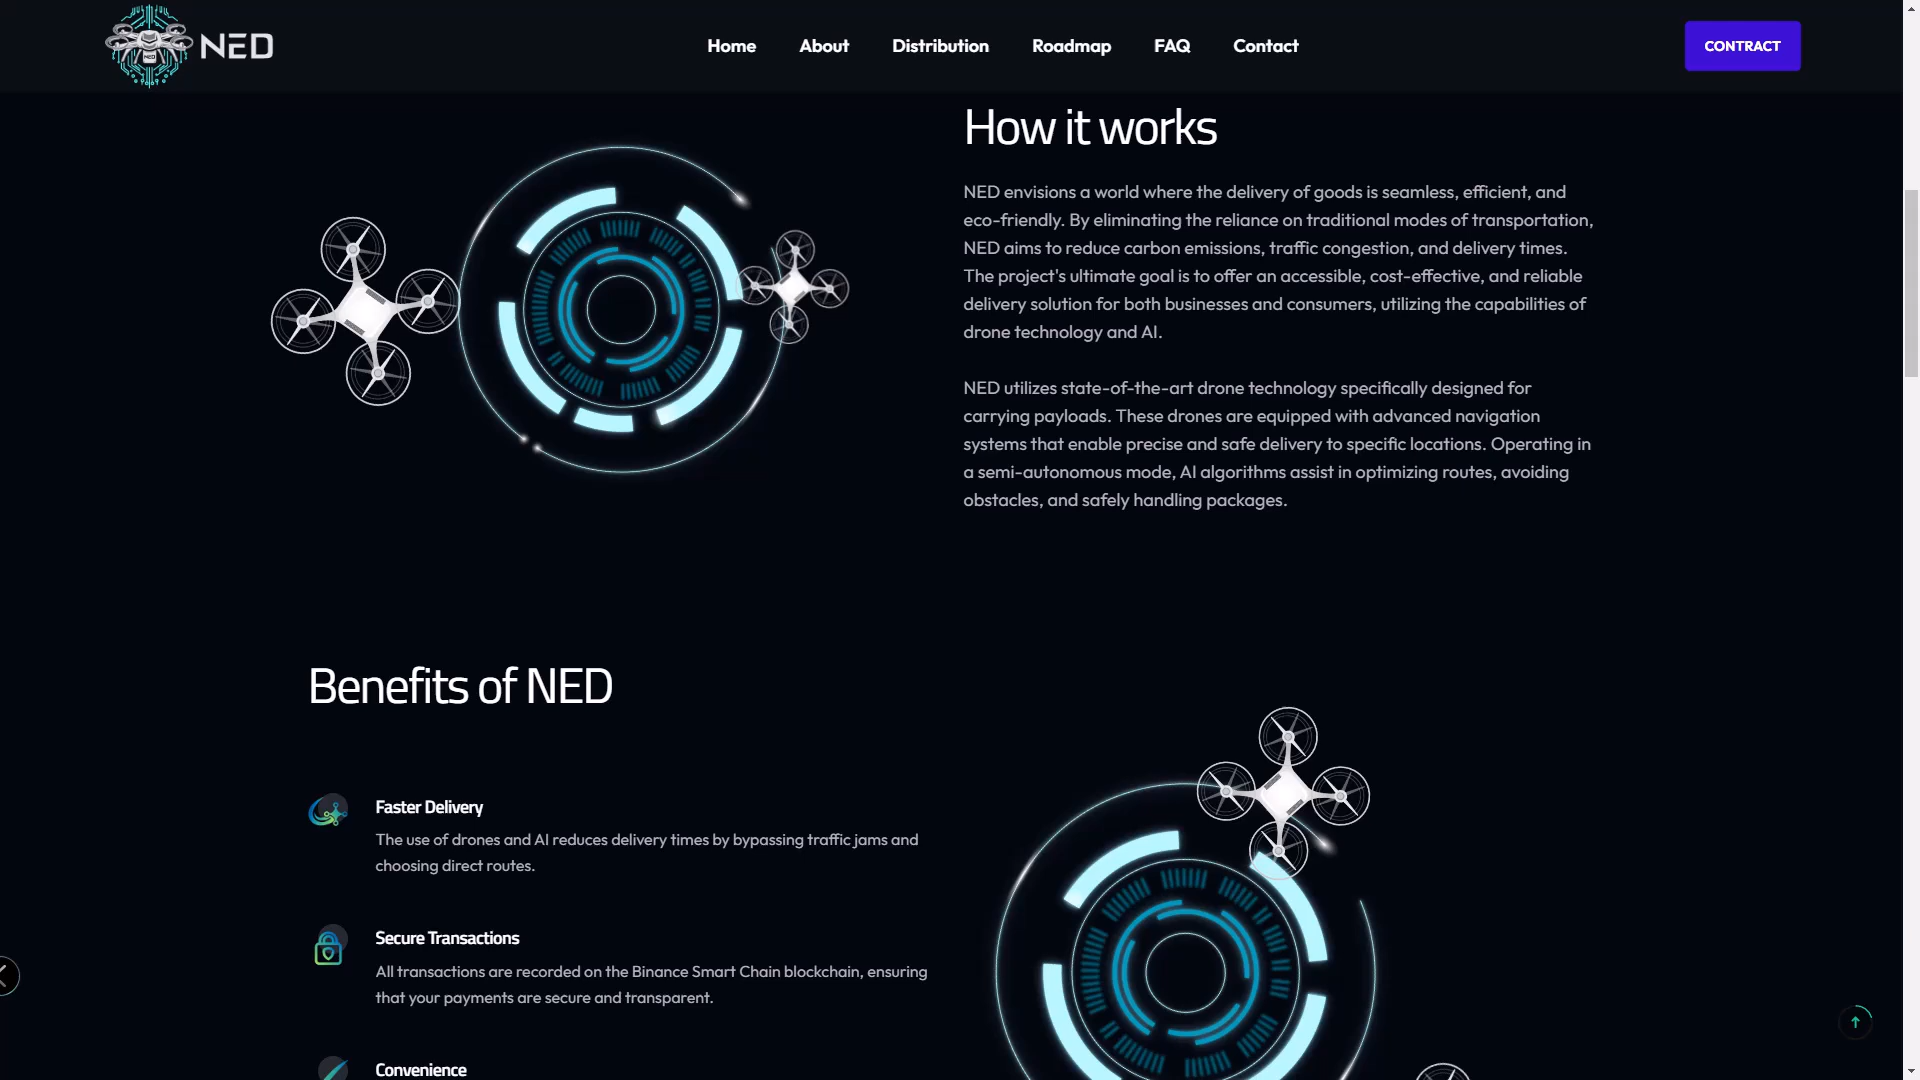 NED
Home
About
Distribution
Roadmap
FAQ
Contact
CONTRACT
How it works
NED envisions a world where the delivery of goods is seamless, efficient, and
eco-friendly. By eliminating the reliance on traditional modes of transportation,
NED aims to reduce carbon emissions, traffic congestion, and delivery times.
The project's ultimate goal is to offer an accessible, cost-effective, and reliable
delivery solution for both businesses and consumers, utilizing the capabilities of
drone technology and AI.
NED utilizes state-of-the-art drone technology specifically designed for
carrying payloads. These drones are equipped with advanced navigation
systems that enable precise and safe delivery to specific locations. Operating in
a semi-autonomous mode, AI algorithms assist in optimizing routes, avoiding
obstacles, and safely handling packages.
Benefits of NED
Faster Delivery
The use of drones and AI reduces delivery times by bypassing traffic jams and
choosing direct routes.
Secure Transactions
All transactions are recorded on the Binance Smart Chain blockchain, ensuring
that your payments are secure and transparent.
Convenience